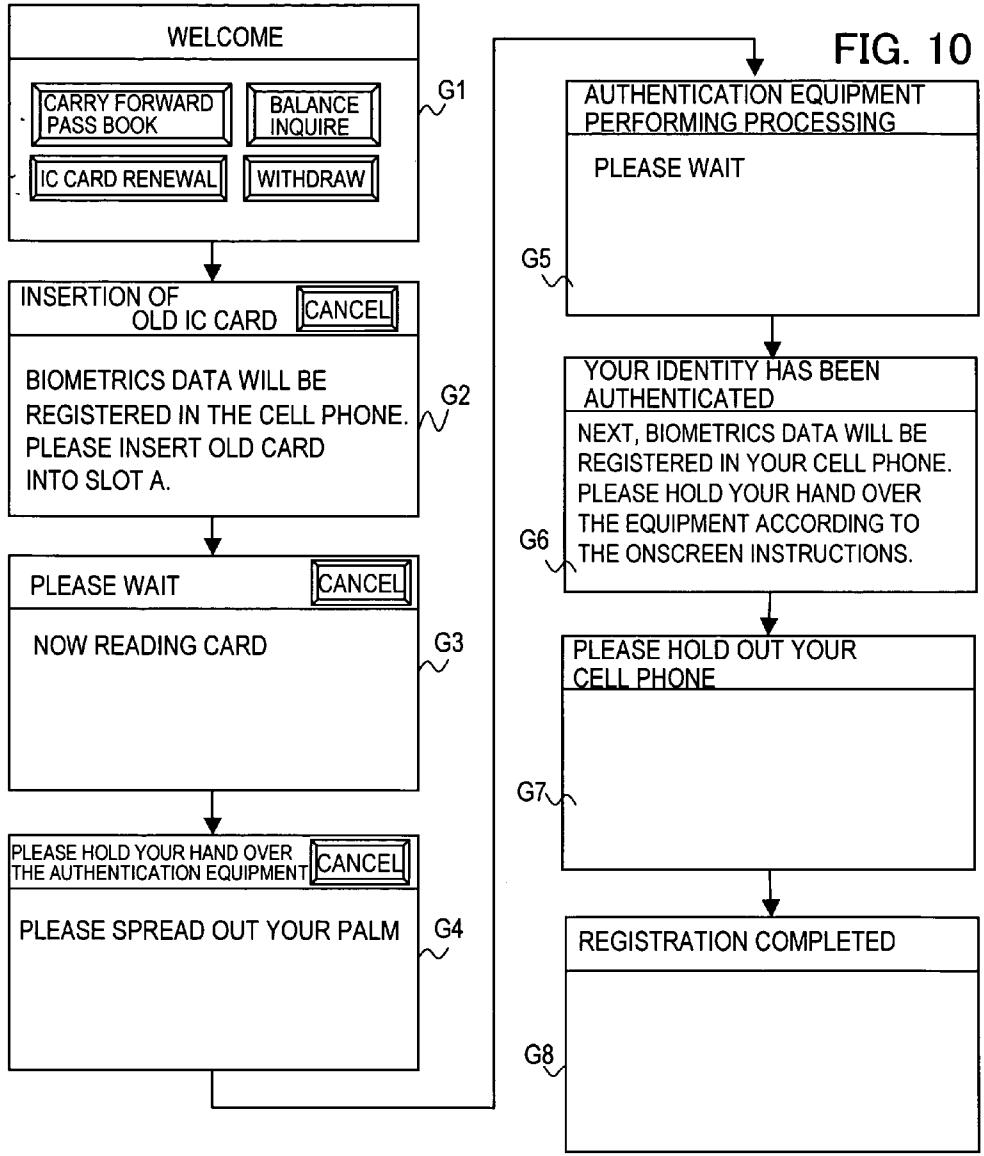 FIG. 10
WELCOME
CARRY FORWARD
PASS BOOK
BALANCE
INQUIRE
IC CARD RENEWAL
WITHDRAW
G1
INSERTION OF
OLD IC CARD
CANCEL
BIOMETRICS DATA WILL BE
REGISTERED IN THE CELL PHONE.
PLEASE INSERT OLD CARD
INTO SLOT A.
G2
PLEASE WAIT
CANCEL
NOW READING CARD
G3
PLEASE HOLD YOUR HAND OVER
THE AUTHENTICATION EQUIPMENT
CANCEL
PLEASE SPREAD OUT YOUR PALM
G4
AUTHENTICATION EQUIPMENT
PERFORMING PROCESSING
PLEASE WAIT
G5
YOUR IDENTITY HAS BEEN
AUTHENTICATED
NEXT, BIOMETRICS DATA WILL BE
REGISTERED IN YOUR CELL PHONE.
PLEASE HOLD YOUR HAND OVER
THE EQUIPMENT ACCORDING TO
THE ONSCREEN INSTRUCTIONS.
G6
PLEASE HOLD OUT YOUR
CELL PHONE
G7
REGISTRATION COMPLETED
G8